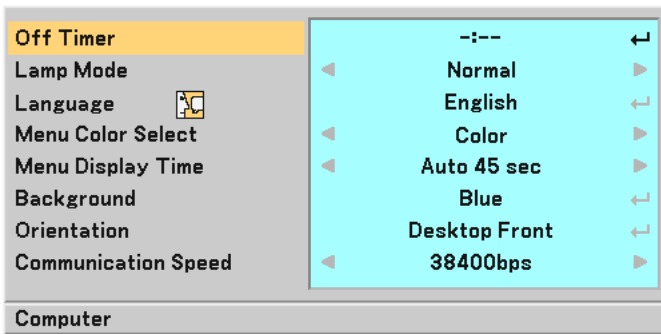 Off Timer -:--
Lamp Mode Normal
Language English
Menu Color Select Color
Menu Display Time Auto 45 sec
Background Blue
Orientation Desktop Front
Communication Speed 38400bps
Computer